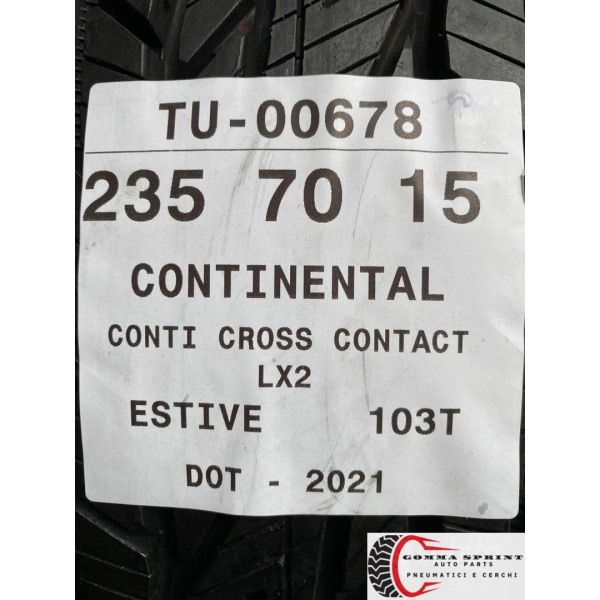 TU-00678
235 70 15
CONTINENTAL
CONTI CROSS CONTACT
LX2
ESTIVE 103T
DOT - 2021
GOMMA SPRINT
AUTO PARTS
PNEUMATICI E CERCHI